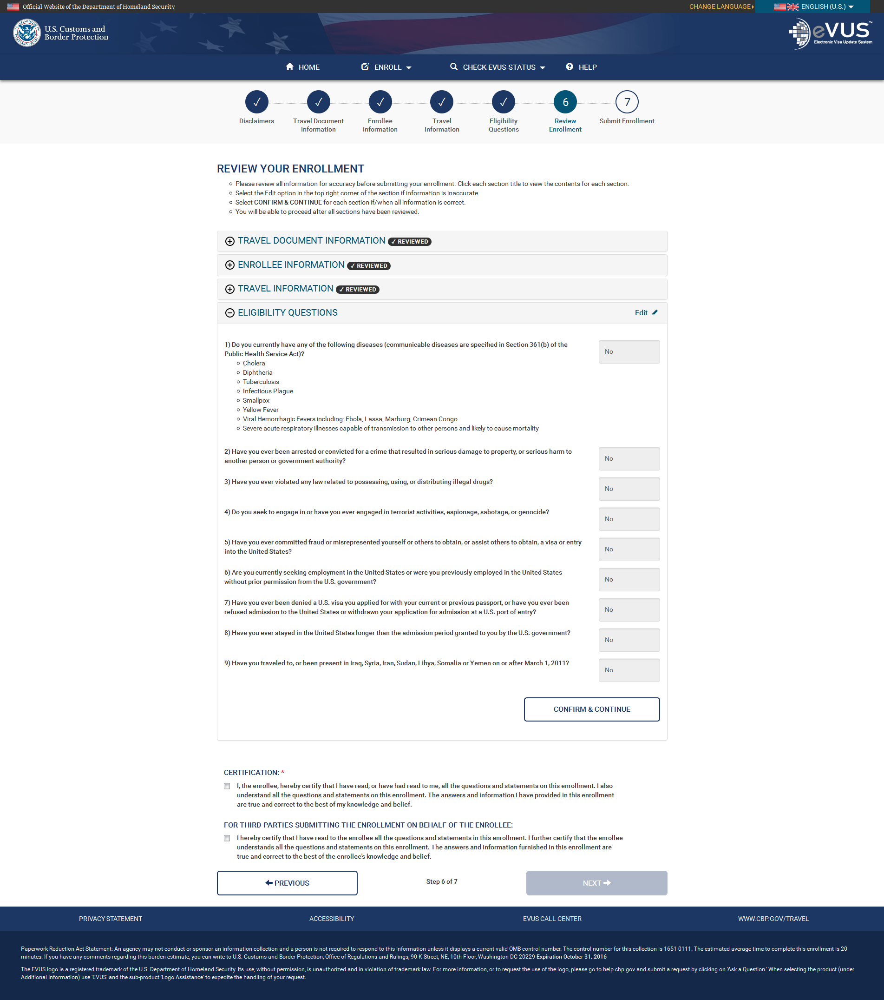 Official Website of the Department of Homeland Security
CHANGE LANGUAGE
ENGLISH (U.S.)
U.S. Customs and
Border Protection
eVUS™
Electronic Visa Update System
HOME
ENROLL
CHECK EVUS STATUS
HELP
6
7
Disclaimers
Travel Document
Information
Enrollee
Information
Travel
Information
Eligibility
Questions
Review
Enrollment
Submit Enrollment
REVIEW YOUR ENROLLMENT
Please review all information for accuracy before submitting your enrollment. Click each section title to view the contents for each section.
Select the Edit option in the top right corner of the section if information is inaccurate.
Select CONFIRM & CONTINUE for each section if/when all information is correct.
You will be able to proceed after all sections have been reviewed.
TRAVEL DOCUMENT INFORMATION ✓ REVIEWED
ENROLLEE INFORMATION ✓ REVIEWED
TRAVEL INFORMATION ✓ REVIEWED
ELIGIBILITY QUESTIONS
Edit
1) Do you currently have any of the following diseases (communicable diseases are specified in Section 361(b) of the
Public Health Service Act)?
No
Cholera
Diphtheria
Tuberculosis
Infectious Plague
Smallpox
Yellow Fever
Viral Hemorrhagic Fevers including: Ebola, Lassa, Marburg, Crimean Congo
Severe acute respiratory illnesses capable of transmission to other persons and likely to cause mortality
2) Have you ever been arrested or convicted for a crime that resulted in serious damage to property, or serious harm to
another person or government authority?
No
3) Have you ever violated any law related to possessing, using, or distributing illegal drugs?
No
4) Do you seek to engage in or have you ever engaged in terrorist activities, espionage, sabotage, or genocide?
No
5) Have you ever committed fraud or misrepresented yourself or others to obtain, or assist others to obtain, a visa or entry
into the United States?
No
6) Are you currently seeking employment in the United States or were you previously employed in the United States
without prior permission from the U.S. government?
No
7) Have you ever been denied a U.S. visa you applied for with your current or previous passport, or have you ever been
refused admission to the United States or withdrawn your application for admission at a U.S. port of entry?
No
8) Have you ever stayed in the United States longer than the admission period granted to you by the U.S. government?
No
9) Have you traveled to, or been present in Iraq, Syria, Iran, Sudan, Libya, Somalia or Yemen on or after March 1, 2011?
No
CONFIRM & CONTINUE
CERTIFICATION: *
I, the enrollee, hereby certify that I have read, or have had read to me, all the questions and statements on this enrollment. I also
understand all the questions and statements on this enrollment. The answers and information I have provided in this enrollment
are true and correct to the best of my knowledge and belief.
FOR THIRD-PARTIES SUBMITTING THE ENROLLMENT ON BEHALF OF THE ENROLLEE:
I hereby certify that I have read to the enrollee all the questions and statements in this enrollment. I further certify that the enrollee
understands all the questions and statements on this enrollment. The answers and information furnished in this enrollment are
true and correct to the best of the enrollee's knowledge and belief.
PREVIOUS
Step 6 of 7
NEXT
PRIVACY STATEMENT
ACCESSIBILITY
EVUS CALL CENTER
WWW.CBP.GOV/TRAVEL
Paperwork Reduction Act Statement: An agency may not conduct or sponsor an information collection and a person is not required to respond to this information unless it displays a current valid OMB control number. The control number for this collection is 1651-0111. The estimated average time to complete this enrollment is 20
minutes. If you have any comments regarding this burden estimate, you can write to U.S. Customs and Border Protection, Office of Regulations and Rulings, 90 K Street, NE, 10th Floor, Washington DC 20229 Expiration October 31, 2016
The EVUS logo is a registered trademark of the U.S. Department of Homeland Security. Its use, without permission, is unauthorized and in violation of trademark law. For more information, or to request the use of the logo, please go to help.cbp.gov and submit a request by clicking on 'Ask a Question.' When selecting the product (under
Additional Information) use 'EVUS' and the sub-product 'Logo Assistance' to expedite the handling of your request.